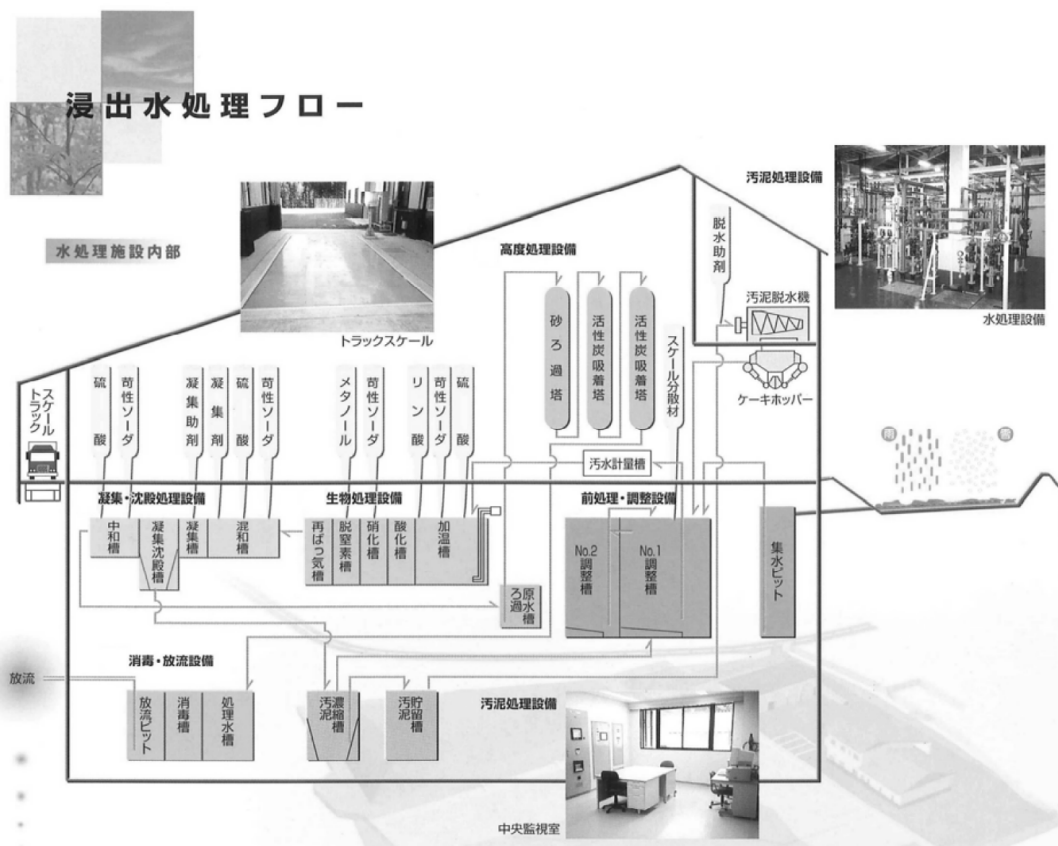 浸出水処理フロー
水処理施設内部
トラックスケール
高度処理設備
汚泥処理設備
水処理設備
脱水助剤
汚泥脱水機
ケーキホッパー
砂ろ過塔
活性炭吸着塔
活性炭吸着塔
スケール分散材
トラック
スケール
硫酸
苛性ソーダ
凝集助剤
凝集剤
硫酸
苛性ソーダ
メタノール
苛性ソーダ
リン酸
苛性ソーダ
硫酸
汚水計量槽
雨
雪
凝集・沈殿処理設備
生物処理設備
前処理・調整設備
中和槽
凝集沈殿槽
凝集槽
混和槽
再ばっ気槽
脱窒素槽
硝化槽
酸化槽
加温槽
No.2
調整槽
No.1
調整槽
集水ピット
ろ過
原水槽
消毒・放流設備
放流
放流ピット
消毒槽
処理水槽
汚泥
濃縮槽
汚泥
貯留槽
汚泥処理設備
中央監視室